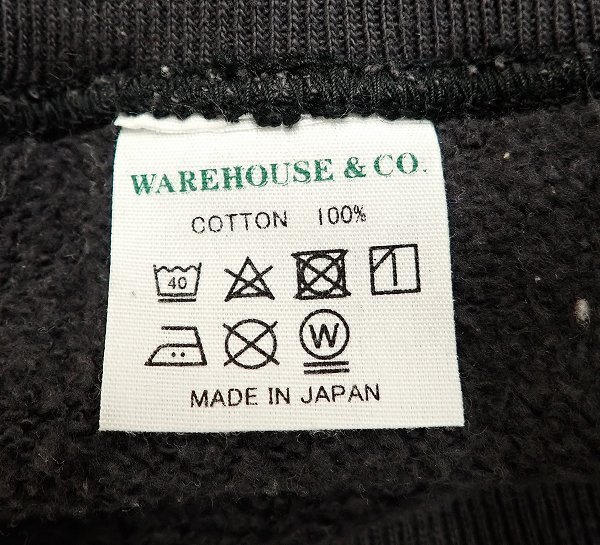 WAREHOUSE & CO.
COTTON 100%
40
W
MADE IN JAPAN